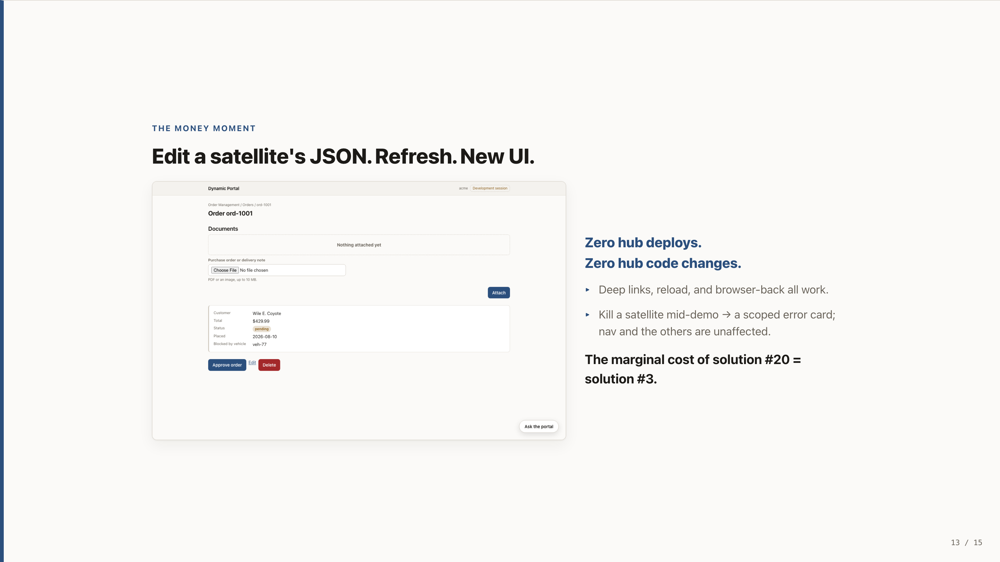 THE MONEY MOMENT
Edit a satellite's JSON. Refresh. New UI.
Dynamic Portal
acme Development session
Order Management / Orders / ord-1001
Order ord-1001
Documents
Nothing attached yet
Purchase order or delivery note
Choose File No file chosen
PDF or an image, up to 10 MB.
Attach
Customer Wile E. Coyote
Total $429.99
Status pending
Placed 2026-08-10
Blocked by vehicle veh-77
Approve order Edit Delete
Ask the portal
Zero hub deploys.
Zero hub code changes.
▸ Deep links, reload, and browser-back all work.
▸ Kill a satellite mid-demo → a scoped error card;
nav and the others are unaffected.
The marginal cost of solution #20 =
solution #3.
13 / 15